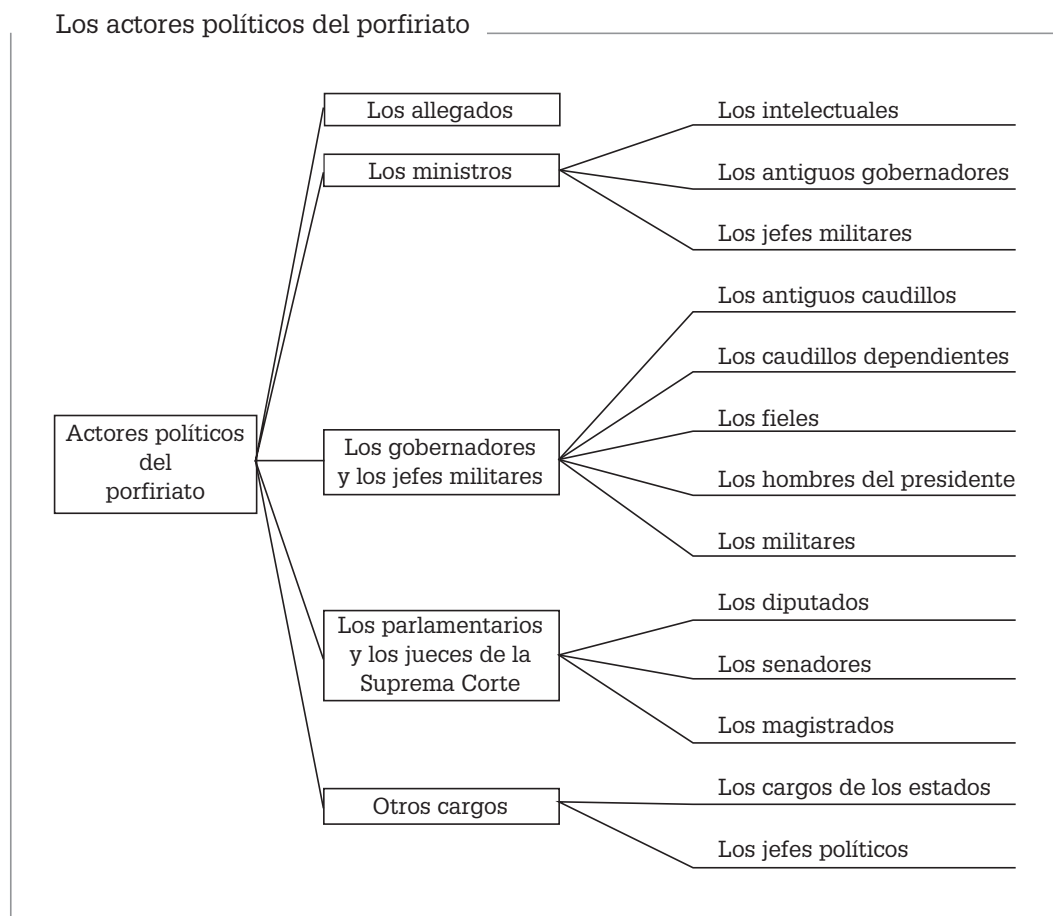 Los actores políticos del porfiriato
Actores políticos
del
porfiriato
Los allegados
Los ministros
Los intelectuales
Los antiguos gobernadores
Los jefes militares
Los gobernadores
y los jefes militares
Los antiguos caudillos
Los caudillos dependientes
Los fieles
Los hombres del presidente
Los militares
Los parlamentarios
y los jueces de la
Suprema Corte
Los diputados
Los senadores
Los magistrados
Otros cargos
Los cargos de los estados
Los jefes políticos